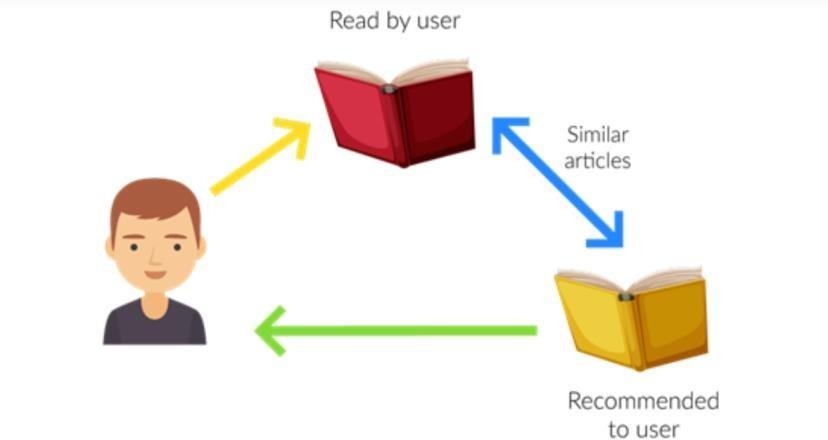 Read by user
Similar
articles
Recommended
to user